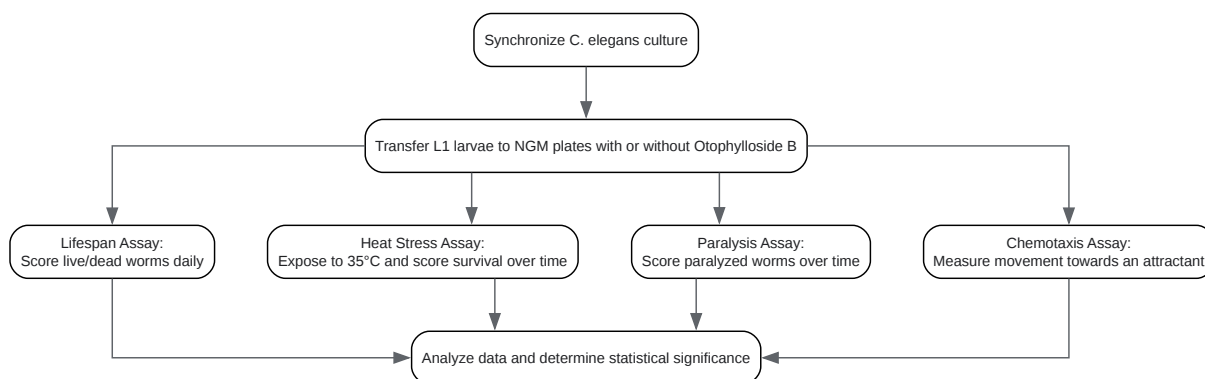 Synchronize C. elegans culture
Transfer L1 larvae to NGM plates with or without Otophylloside B
Lifespan Assay:
Score live/dead worms daily
Heat Stress Assay:
Expose to 35°C and score survival over time
Paralysis Assay:
Score paralyzed worms over time
Chemotaxis Assay:
Measure movement towards an attractant
Analyze data and determine statistical significance